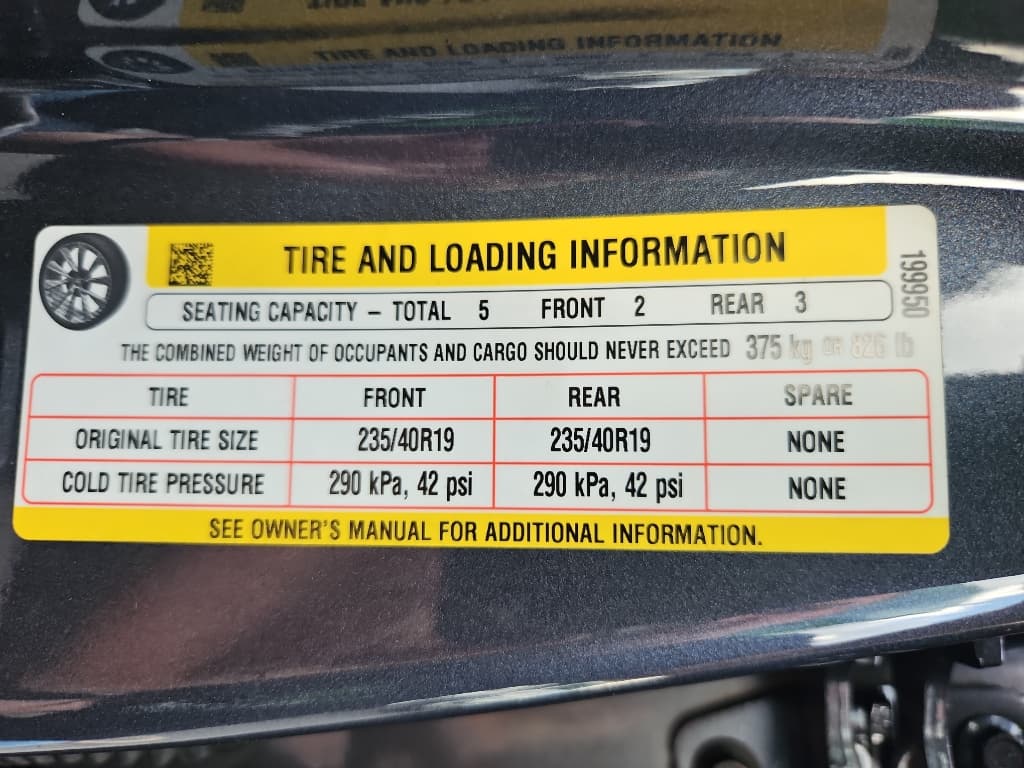 TIRE AND LOADING INFORMATION
TIRE AND LOADING INFORMATION
199950
SEATING CAPACITY – TOTAL 5 FRONT 2 REAR 3
THE COMBINED WEIGHT OF OCCUPANTS AND CARGO SHOULD NEVER EXCEED 375 kg OR 826 lb
TIRE FRONT REAR SPARE
ORIGINAL TIRE SIZE 235/40R19 235/40R19 NONE
COLD TIRE PRESSURE 290 kPa, 42 psi 290 kPa, 42 psi NONE
SEE OWNER'S MANUAL FOR ADDITIONAL INFORMATION.